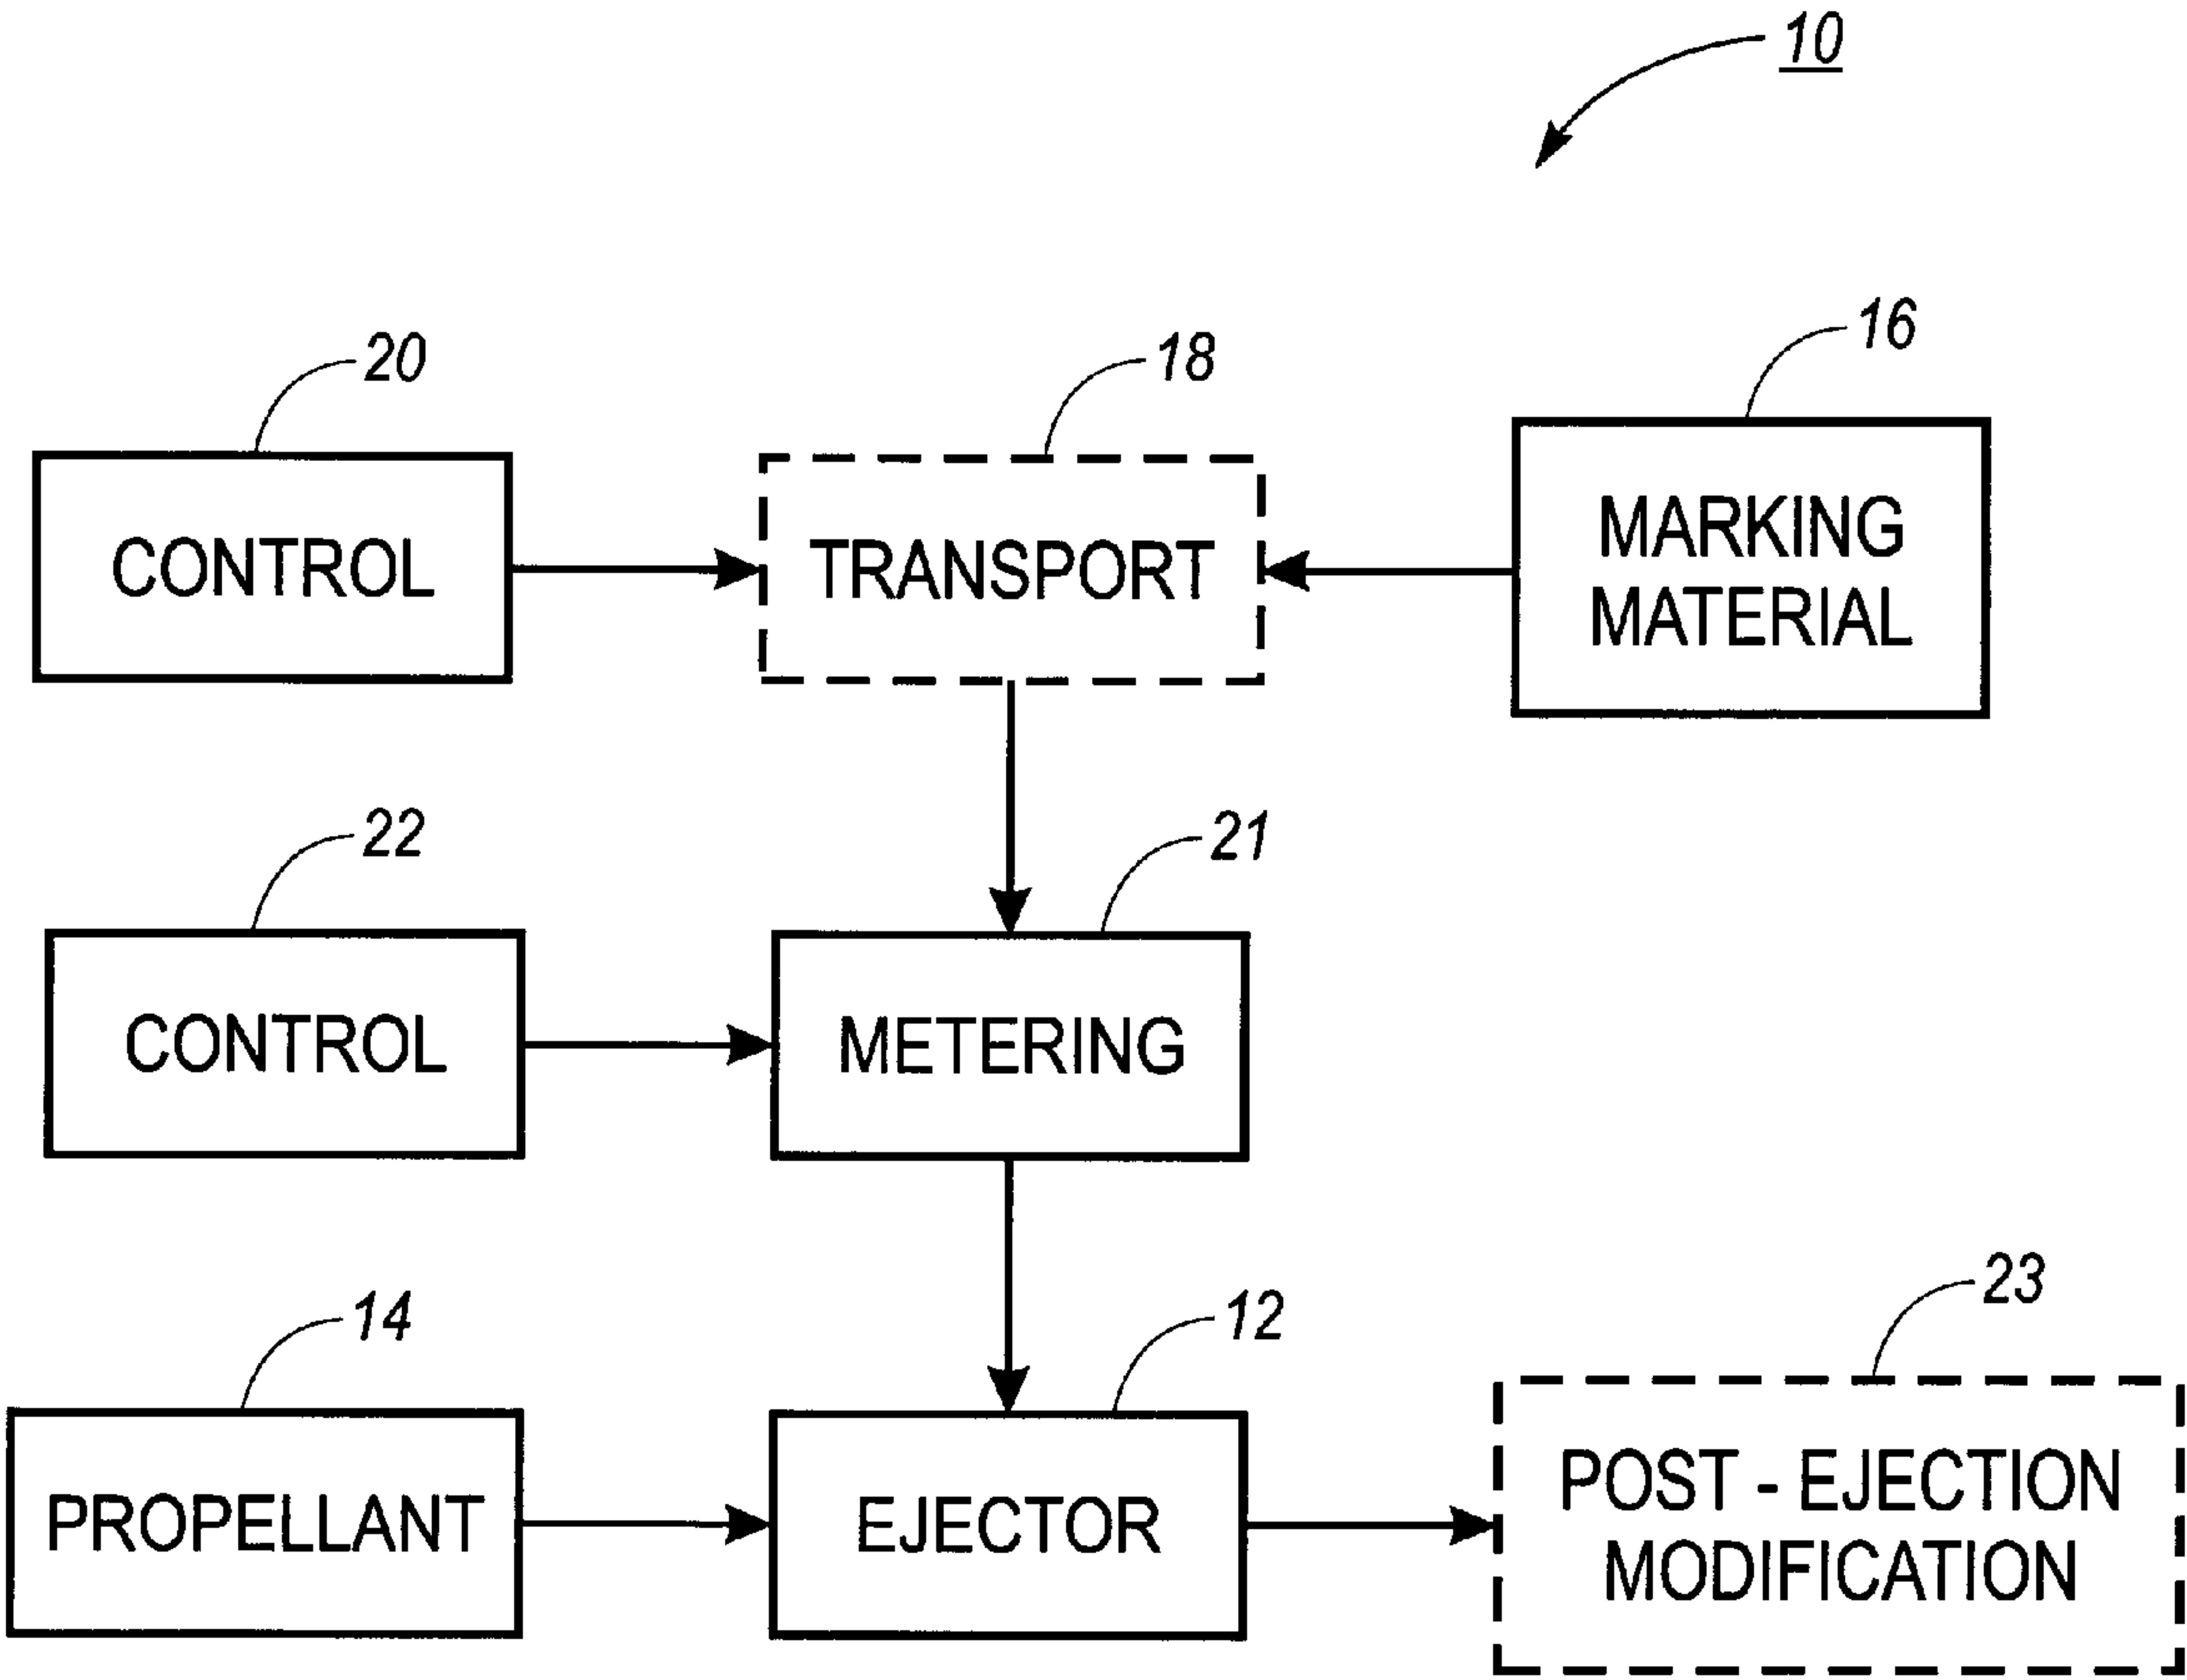 10
20
18
16
CONTROL
TRANSPORT
MARKING
MATERIAL
22
21
CONTROL
METERING
14
12
23
PROPELLANT
EJECTOR
POST - EJECTION
MODIFICATION